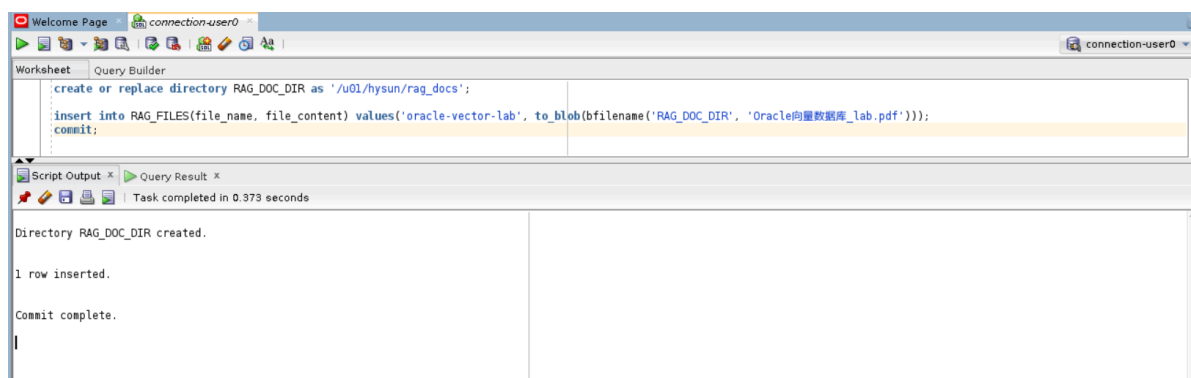 Welcome Page
connection-user0
connection-user0
Worksheet Query Builder
create or replace directory RAG_DOC_DIR as '/u01/hysun/rag_docs';
insert into RAG_FILES(file_name, file_content) values('oracle-vector-lab', to_blob(bfilename('RAG_DOC_DIR', 'Oracle向量数据库_lab.pdf')));
commit;
Script Output Query Result
Task completed in 0.373 seconds
Directory RAG_DOC_DIR created.
1 row inserted.
Commit complete.